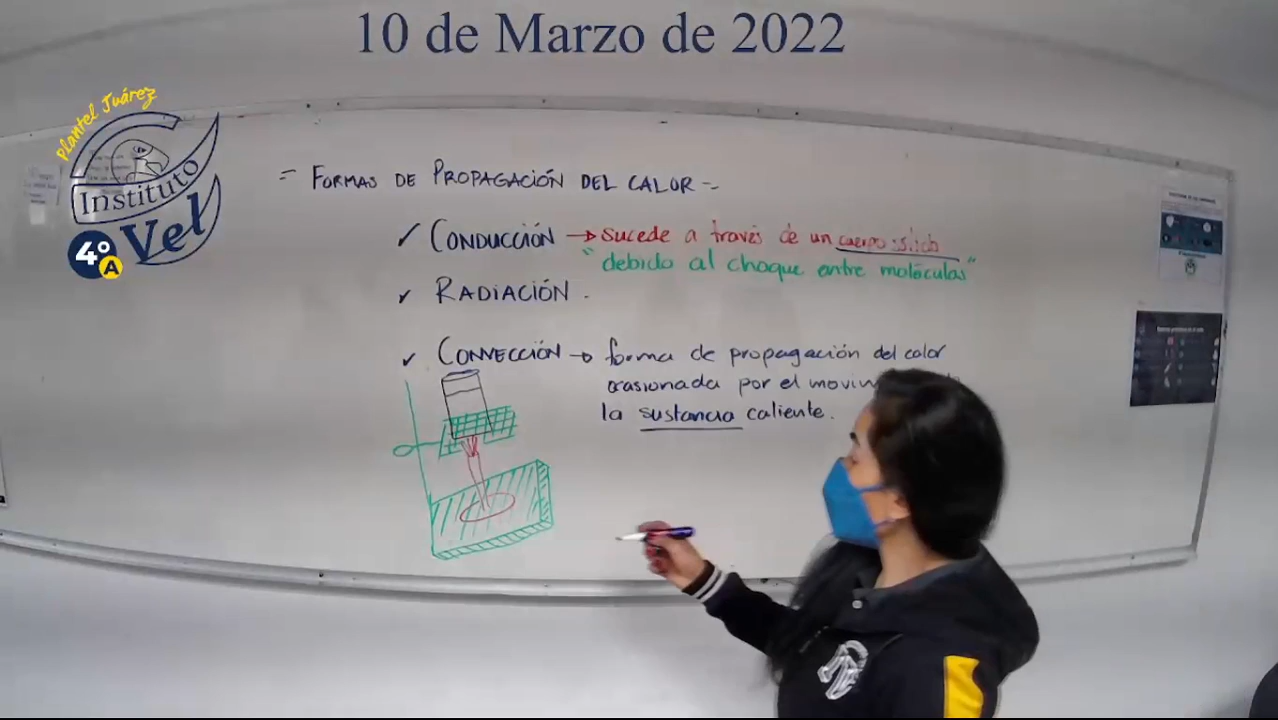 10 de Marzo de 2022
Plantel Juárez
Instituto
Vel
4º
A
= FORMAS DE PROPAGACIÓN DEL CALOR =
✓ CONDUCCIÓN → sucede a través de un cuerpo sólido
"debido al choque entre moléculas"
✓ RADIACIÓN.
✓ CONVECCIÓN → forma de propagación del calor
ocasionada por el
la sustancia caliente.